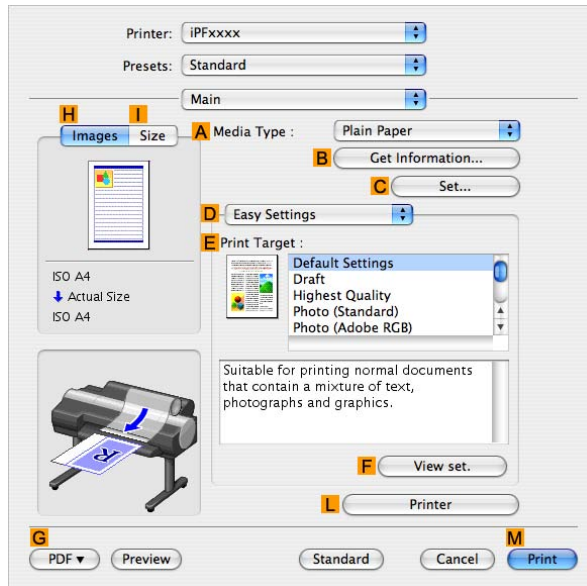 Printer: iPFxxxx
Presets: Standard
Main
H I
Images Size
A Media Type : Plain Paper
B Get Information...
C Set...
D Easy Settings
E Print Target :
Default Settings
Draft
Highest Quality
Photo (Standard)
Photo (Adobe RGB)
ISO A4
Actual Size
ISO A4
Suitable for printing normal documents
that contain a mixture of text,
photographs and graphics.
R
F View set.
L Printer
G M
PDF Preview Standard Cancel Print